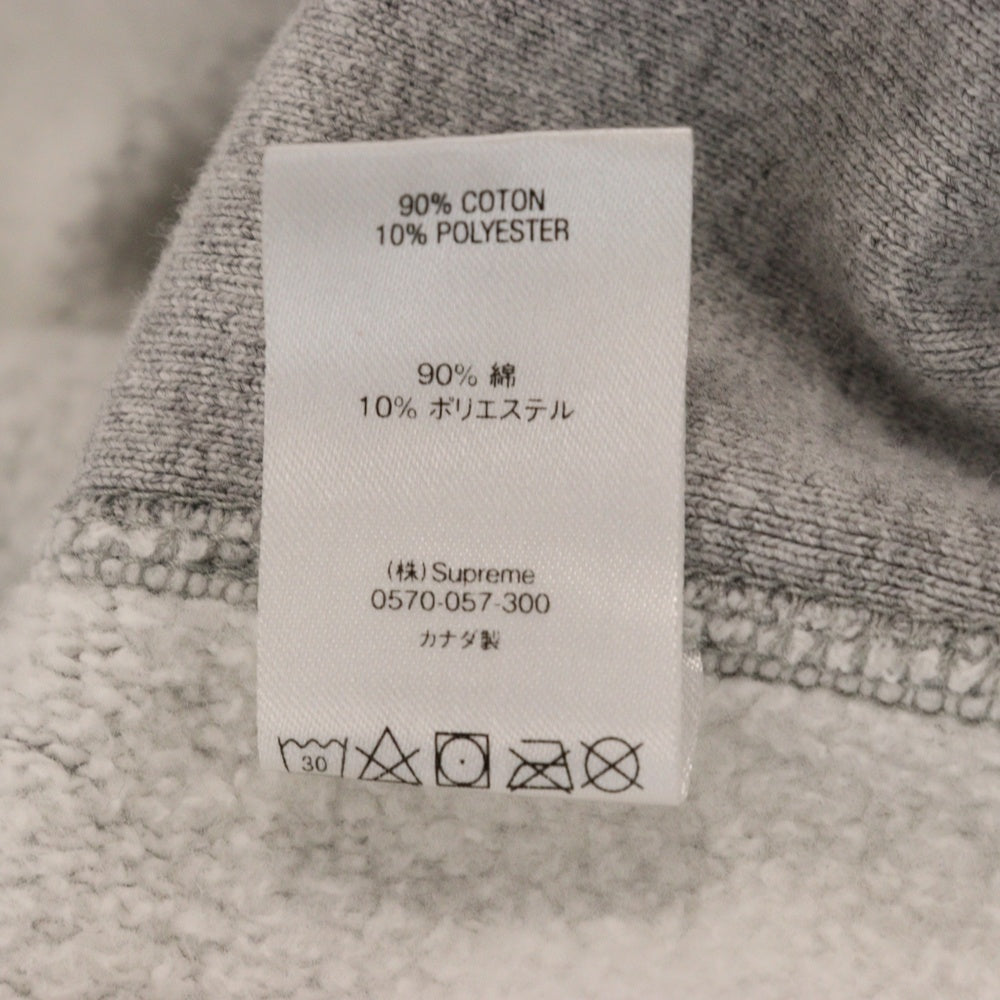 90% COTON
10% POLYESTER
90% 綿
10% ポリエステル
(株)Supreme
0570-057-300
カナダ製
30